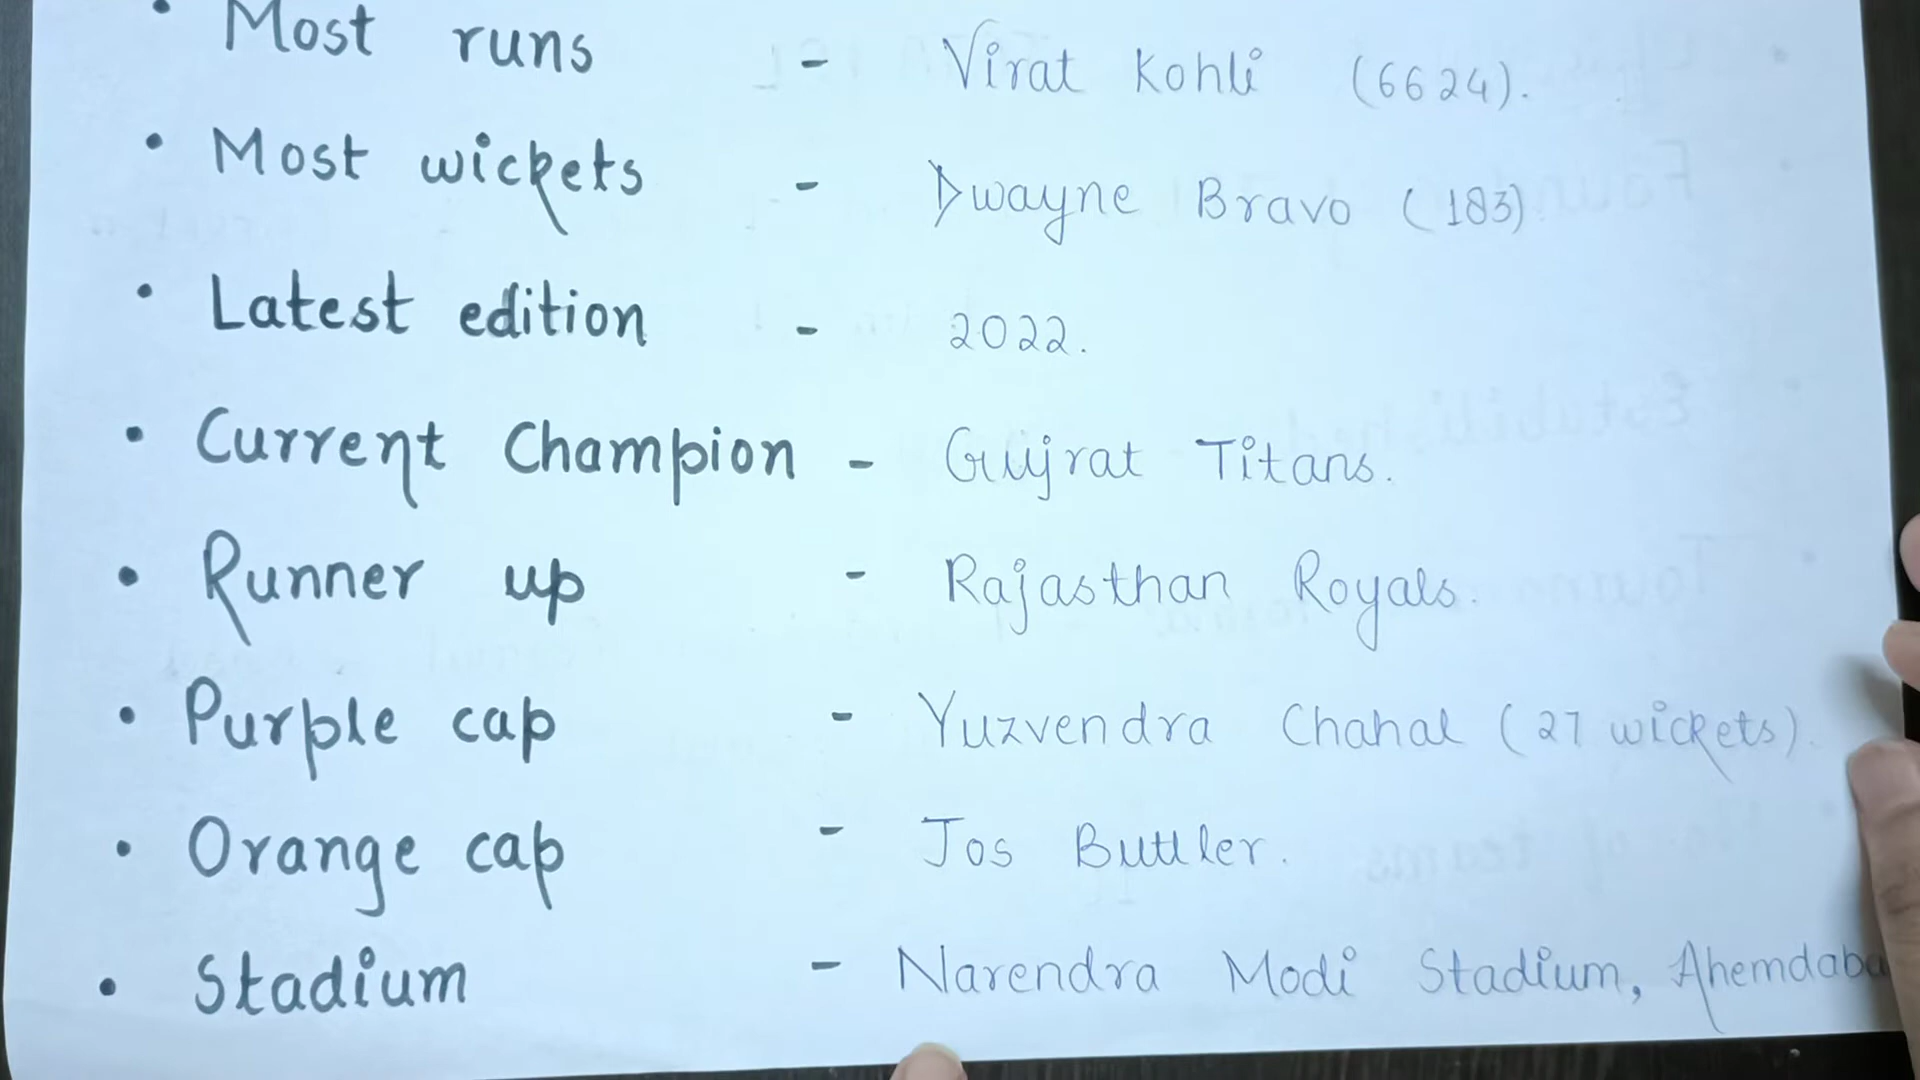 • Most runs - Virat Kohli (6624).
• Most wickets - Dwayne Bravo (183)
• Latest edition - 2022.
• Current Champion - Gujrat Titans.
• Runner up - Rajasthan Royals.
• Purple cap - Yuzvendra Chahal (27 wickets).
• Orange cap - Jos Buttler.
• Stadium - Narendra Modi Stadium, Ahemdaba